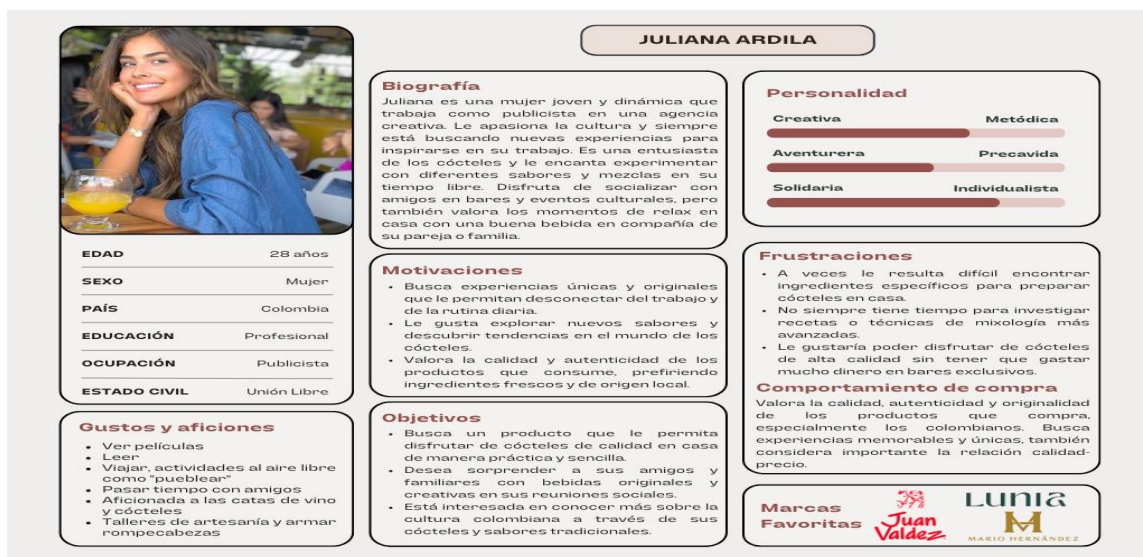 JULIANA ARDILA
EDAD 28 años
SEXO Mujer
PAÍS Colombia
EDUCACIÓN Profesional
OCUPACIÓN Publicista
ESTADO CIVIL Unión Libre
Gustos y aficiones
• Ver películas
• Leer
• Viajar, actividades al aire libre
como "pueblear"
• Pasar tiempo con amigos
• Aficionada a las catas de vino
y cócteles
• Talleres de artesanía y armar
rompecabezas
Biografía
Juliana es una mujer joven y dinámica que
trabaja como publicista en una agencia
creativa. Le apasiona la cultura y siempre
está buscando nuevas experiencias para
inspirarse en su trabajo. Es una entusiasta
de los cócteles y le encanta experimentar
con diferentes sabores y mezclas en su
tiempo libre. Disfruta de socializar con
amigos en bares y eventos culturales, pero
también valora los momentos de relax en
casa con una buena bebida en compañía de
su pareja o familia.
Motivaciones
• Busca experiencias únicas y originales
que le permitan desconectar del trabajo y
de la rutina diaria.
• Le gusta explorar nuevos sabores y
descubrir tendencias en el mundo de los
cócteles.
• Valora la calidad y autenticidad de los
productos que consume, prefiriendo
ingredientes frescos y de origen local.
Objetivos
• Busca un producto que le permita
disfrutar de cócteles de calidad en casa
de manera práctica y sencilla.
• Desea sorprender a sus amigos y
familiares con bebidas originales y
creativas en sus reuniones sociales.
• Está interesada en conocer más sobre la
cultura colombiana a través de sus
cócteles y sabores tradicionales.
Personalidad
Creativa Metódica
Aventurera Precavida
Solidaria Individualista
Frustraciones
• A veces le resulta difícil encontrar
ingredientes específicos para preparar
cócteles en casa.
• No siempre tiene tiempo para investigar
recetas o técnicas de mixología más
avanzadas.
• Le gustaría poder disfrutar de cócteles
de alta calidad sin tener que gastar
mucho dinero en bares exclusivos.
Comportamiento de compra
Valora la calidad, autenticidad y originalidad
de los productos que compra,
especialmente los colombianos. Busca
experiencias memorables y únicas, también
considera importante la relación calidad-
precio.
Marcas
Favoritas
Juan
Valdez
LUNIA
MARIO HERNÁNDEZ